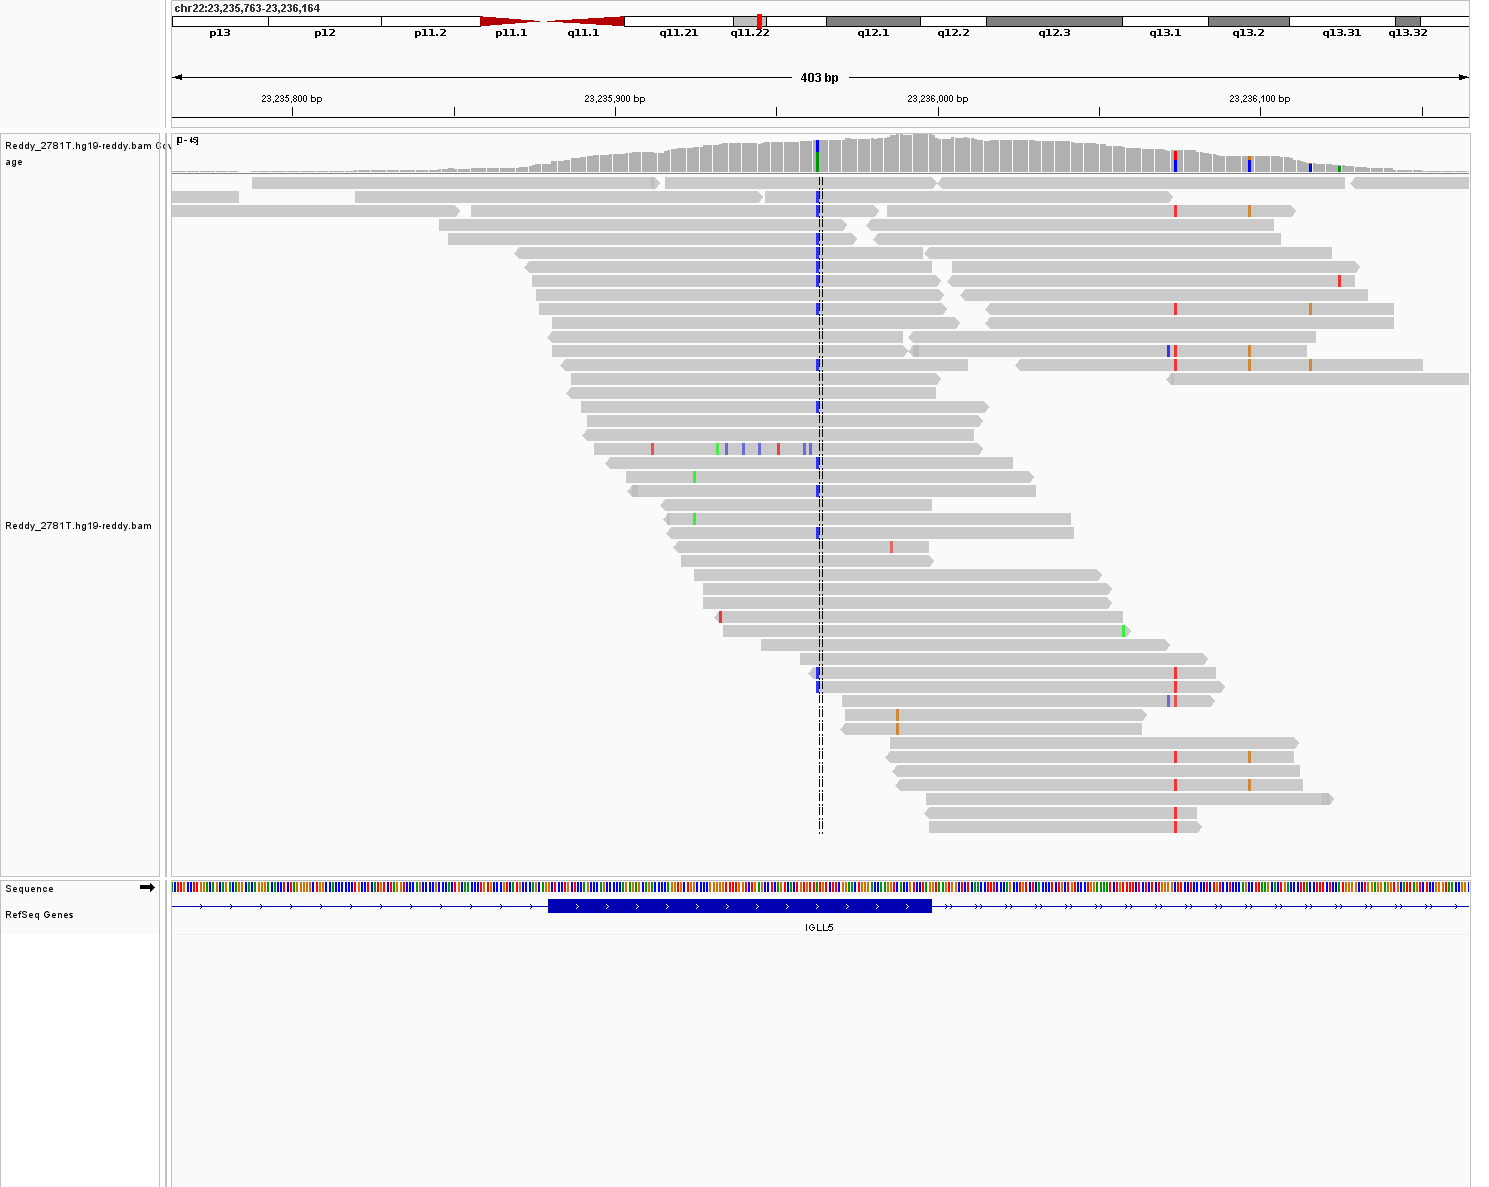 chr22:23,235,763-23,236,164
p13 p12 p11.2 p11.1 q11.1 q11.21 q11.22 q12.1 q12.2 q12.3 q13.1 q13.2 q13.31 q13.32
403 bp
23,235,800 bp 23,235,900 bp 23,236,000 bp 23,236,100 bp
Reddy_2781T.hg19-reddy.bam Cov
age
Reddy_2781T.hg19-reddy.bam
Sequence
RefSeq Genes
IGLL5